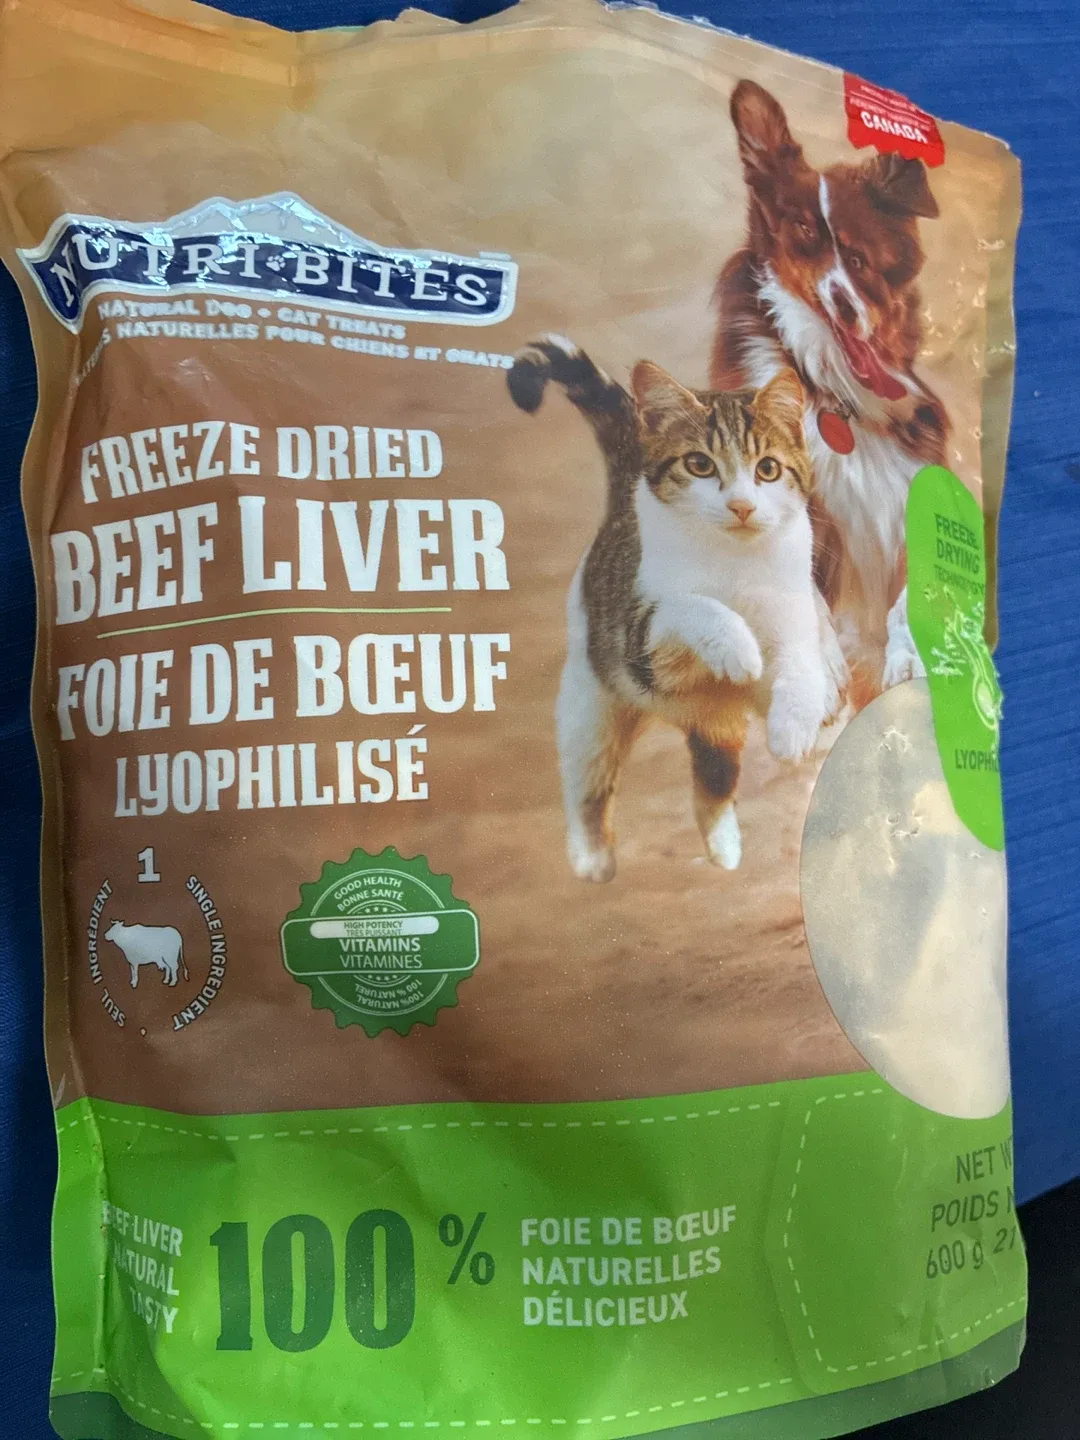 CANADA
NUTRI BITES
NATURAL DOG + CAT TREATS
NATURELLES POUR CHIENS ET CHATS
FREEZE DRIED
BEEF LIVER
FOIE DE BŒUF
LYOPHILISÉ
FREEZE
DRYING
1
SEUL INGRÉDIENT
SINGLE INGREDIENT
GOOD HEALTH
BONNE SANTÉ
HIGH POTENCY
TRÈS PUISSANT
VITAMINS
VITAMINES
100% NATURAL
100% NATUREL
LIVER
NATURAL
TASTY
100%
FOIE DE BŒUF
NATURELLES
DÉLICIEUX
NET
POIDS
600 g